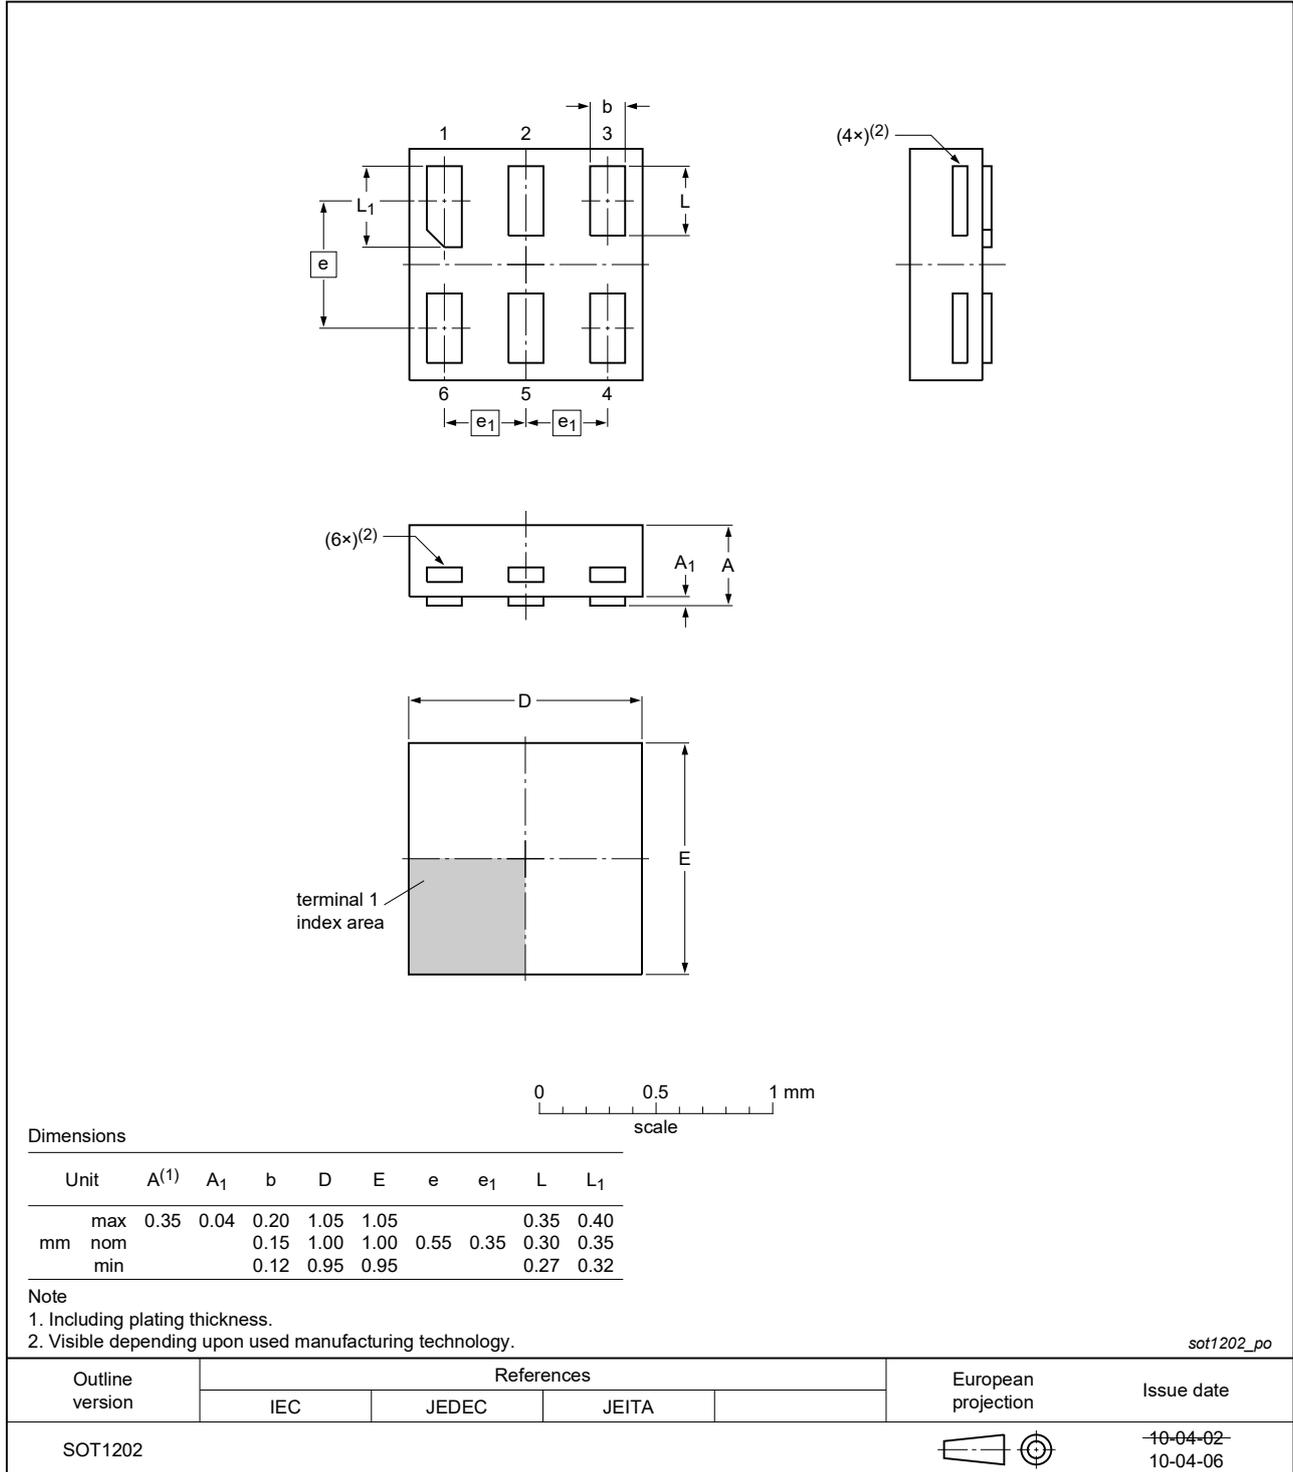 b
1 2 3
(4×)(2)
L1
L
e
6 5 4
e1 e1
(6×)(2)
A1 A
D
E
terminal 1
index area
0 0.5 1 mm
scale
Dimensions
Unit A(1) A1 b D E e e1 L L1
max 0.35 0.04 0.20 1.05 1.05 0.35 0.40
mm nom 0.15 1.00 1.00 0.55 0.35 0.30 0.35
min 0.12 0.95 0.95 0.27 0.32
Note
1. Including plating thickness.
2. Visible depending upon used manufacturing technology.
sot1202_po
Outline
version
References
IEC JEDEC JEITA
European
projection
Issue date
SOT1202
10-04-02
10-04-06